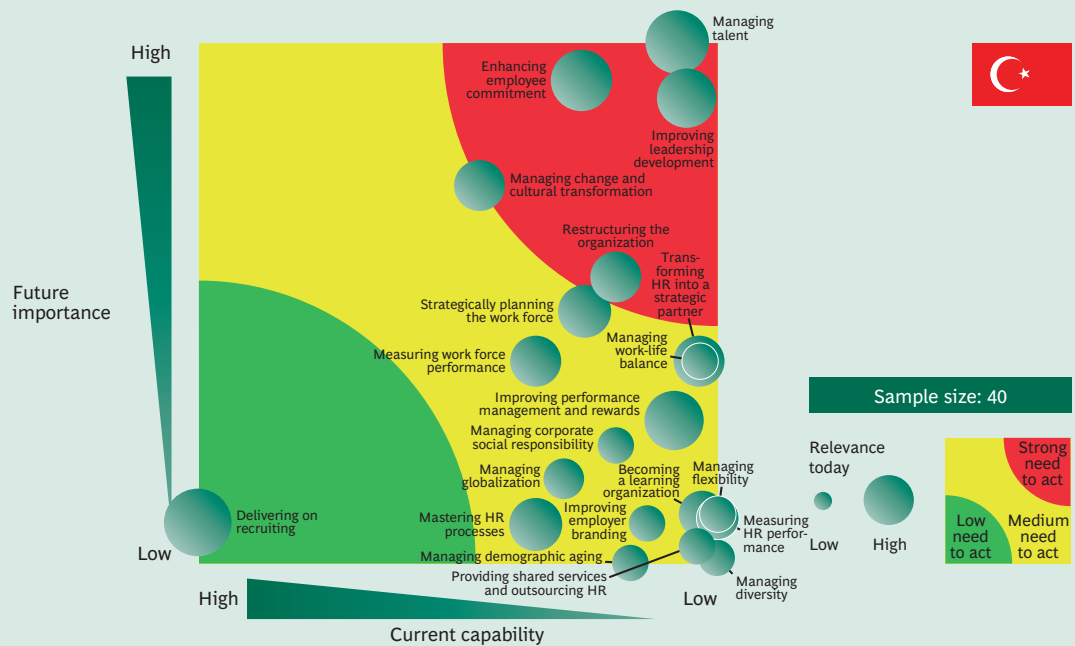 Managing
talent
High
Enhancing
employee
commitment
Improving
leadership
development
Managing change and
cultural transformation
Restructuring the
organization
Trans-
forming
HR into a
strategic
partner
Future
importance
Strategically planning
the work force
Managing
work-life
balance
Measuring work force
performance
Improving performance
management and rewards
Sample size: 40
Managing corporate
social responsibility
Relevance
today
Low
High
Strong
need
to act
Low
need
to act
Medium
need
to act
Managing
globalization
Becoming
a learning
organization
Managing
flexibility
Delivering on
recruiting
Mastering HR
processes
Improving
employer
branding
Measuring
HR perfor-
mance
Low
Managing demographic aging
Providing shared services
and outsourcing HR
Managing
diversity
High
Low
Current capability